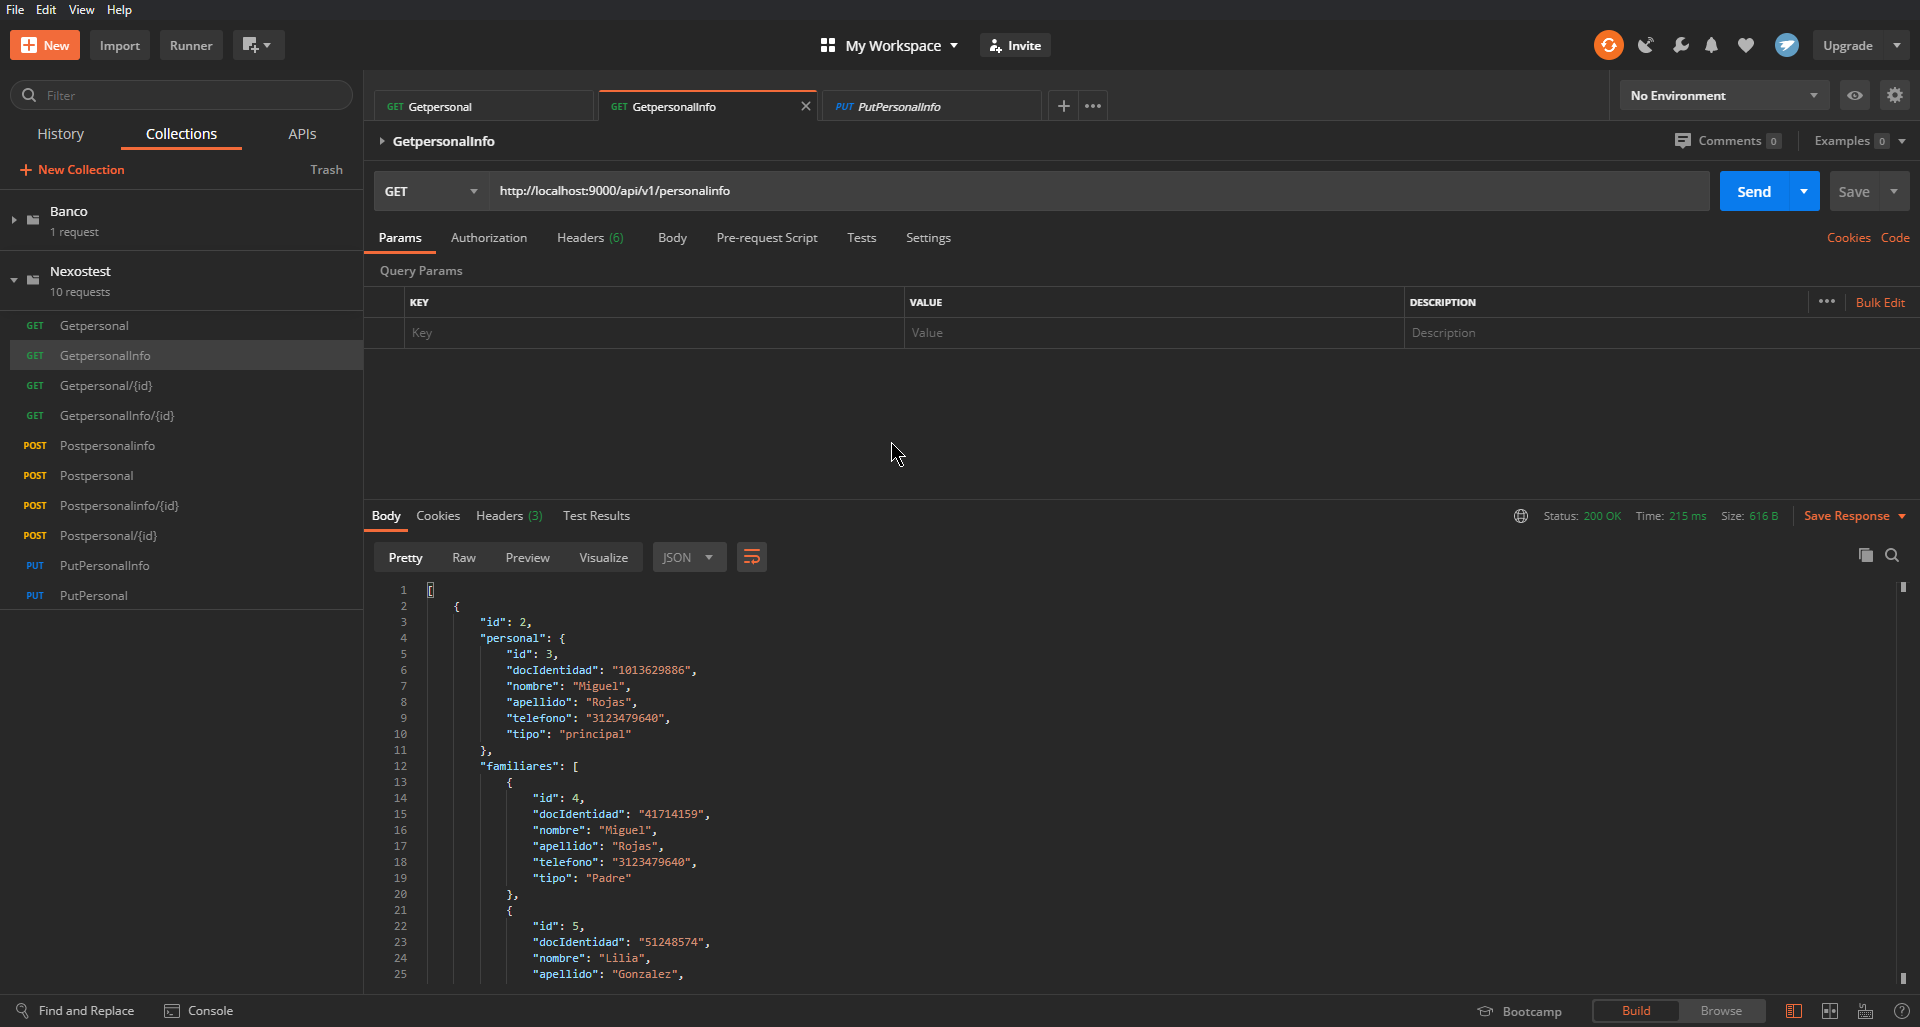 File Edit View Help
New Import Runner My Workspace Invite Upgrade
Filter
History Collections APIs
+ New Collection Trash
Banco
1 request
Nexostest
10 requests
GET Getpersonal
GET GetpersonalInfo
GET Getpersonal/{id}
GET GetpersonalInfo/{id}
POST Postpersonalinfo
POST Postpersonal
POST Postpersonalinfo/{id}
POST Postpersonal/{id}
PUT PutPersonalInfo
PUT PutPersonal
GET Getpersonal GET GetpersonalInfo PUT PutPersonalInfo No Environment
GetpersonalInfo Comments 0 Examples 0
GET http://localhost:9000/api/v1/personalinfo Send Save
Params Authorization Headers (6) Body Pre-request Script Tests Settings Cookies Code
Query Params
KEY VALUE DESCRIPTION Bulk Edit
Key Value Description
Body Cookies Headers (3) Test Results Status: 200 OK Time: 215 ms Size: 616 B Save Response
Pretty Raw Preview Visualize JSON
1 [
2 {
3 "id": 2,
4 "personal": {
5 "id": 3,
6 "docIdentidad": "1013629886",
7 "nombre": "Miguel",
8 "apellido": "Rojas",
9 "telefono": "3123479640",
10 "tipo": "principal"
11 },
12 "familiares": [
13 {
14 "id": 4,
15 "docIdentidad": "41714159",
16 "nombre": "Miguel",
17 "apellido": "Rojas",
18 "telefono": "3123479640",
19 "tipo": "Padre"
20 },
21 {
22 "id": 5,
23 "docIdentidad": "51248574",
24 "nombre": "Lilia",
25 "apellido": "Gonzalez",
Find and Replace Console Bootcamp Build Browse